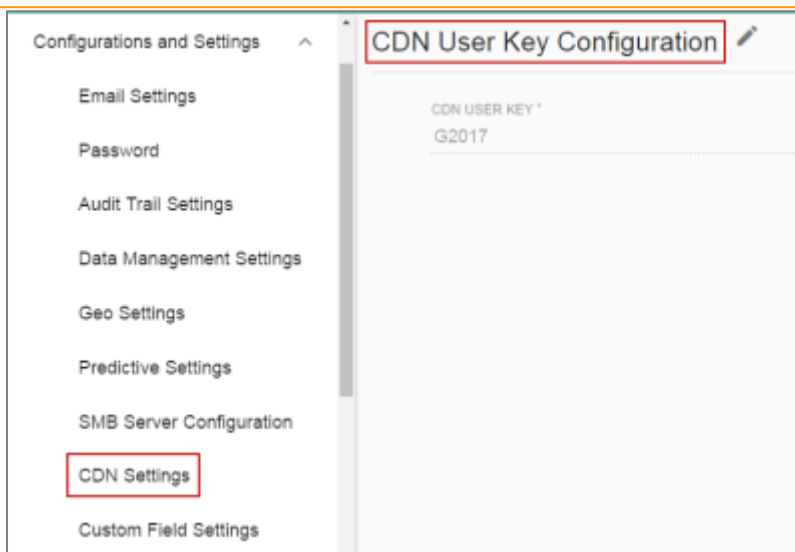 Configurations and Settings
Email Settings
Password
Audit Trail Settings
Data Management Settings
Geo Settings
Predictive Settings
SMB Server Configuration
CDN Settings
Custom Field Settings
CDN User Key Configuration
CDN USER KEY *
G2017